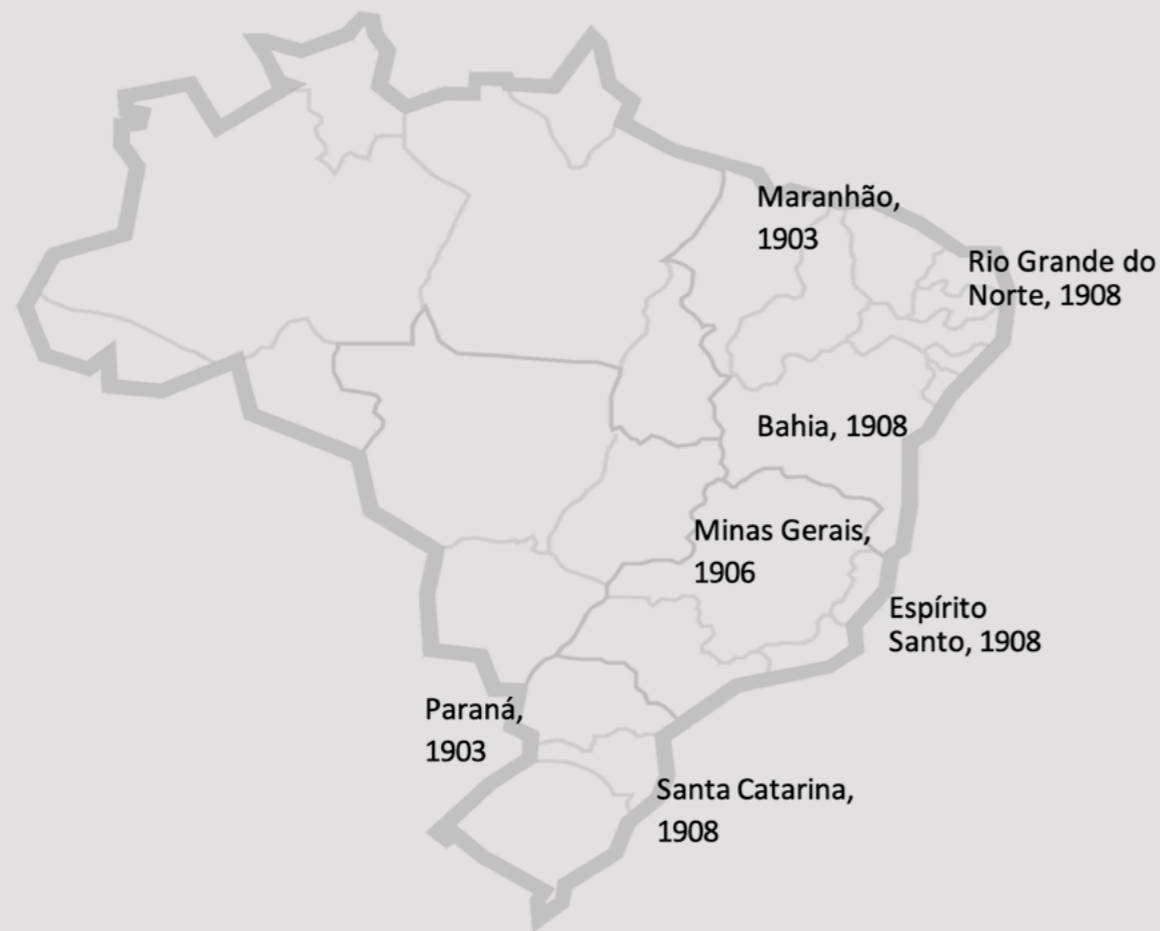 Maranhão,
1903
Rio Grande do
Norte, 1908
Bahia, 1908
Minas Gerais,
1906
Espírito
Santo, 1908
Paraná,
1903
Santa Catarina,
1908